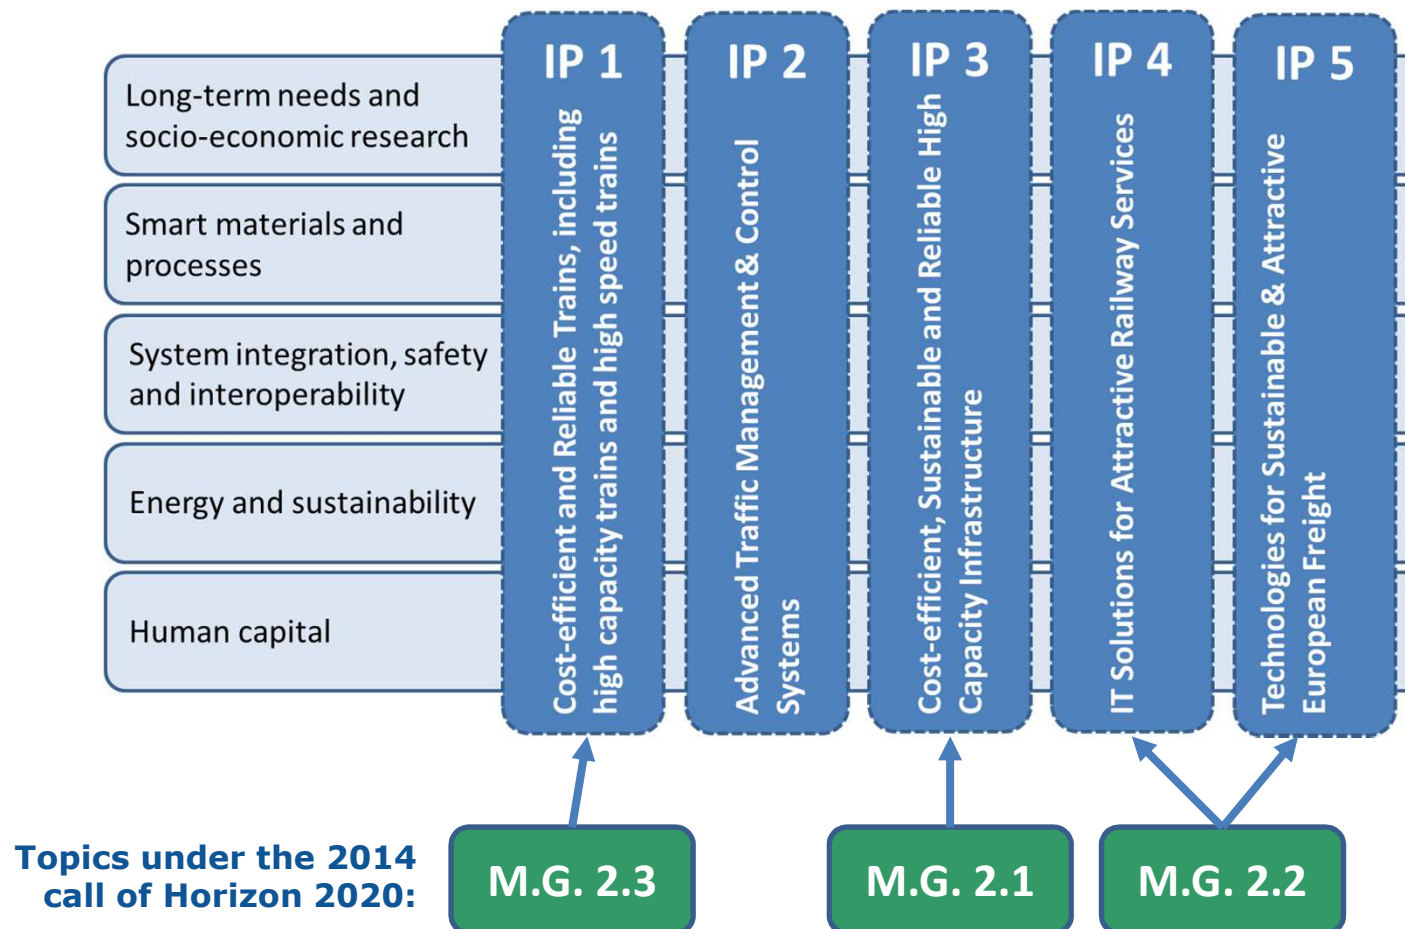 Long-term needs and
socio-economic research
Smart materials and
processes
System integration, safety
and interoperability
Energy and sustainability
Human capital
IP 1
Cost-efficient and Reliable Trains, including
high capacity trains and high speed trains
IP 2
Advanced Traffic Management & Control
Systems
IP 3
Cost-efficient, Sustainable and Reliable High
Capacity Infrastructure
IP 4
IT Solutions for Attractive Railway Services
IP 5
Technologies for Sustainable & Attractive
European Freight
Topics under the 2014
call of Horizon 2020:
M.G. 2.3
M.G. 2.1
M.G. 2.2